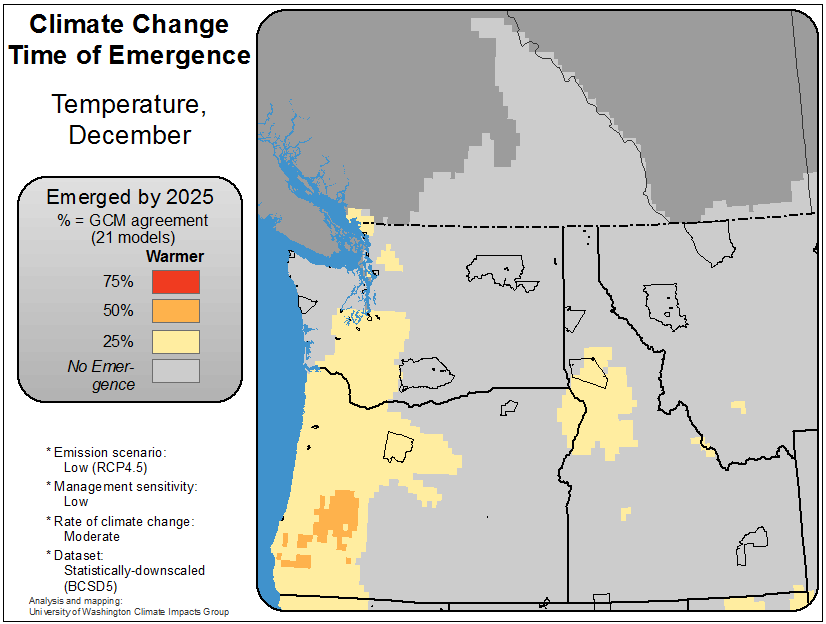 Climate Change
Time of Emergence
Temperature,
December
Emerged by 2025
% = GCM agreement
(21 models)
Warmer
75%
50%
25%
No Emer-
gence
* Emission scenario:
Low (RCP4.5)
* Management sensitivity:
Low
* Rate of climate change:
Moderate
* Dataset:
Statistically-downscaled
(BCSD5)
Analysis and mapping:
University of Washington Climate Impacts Group